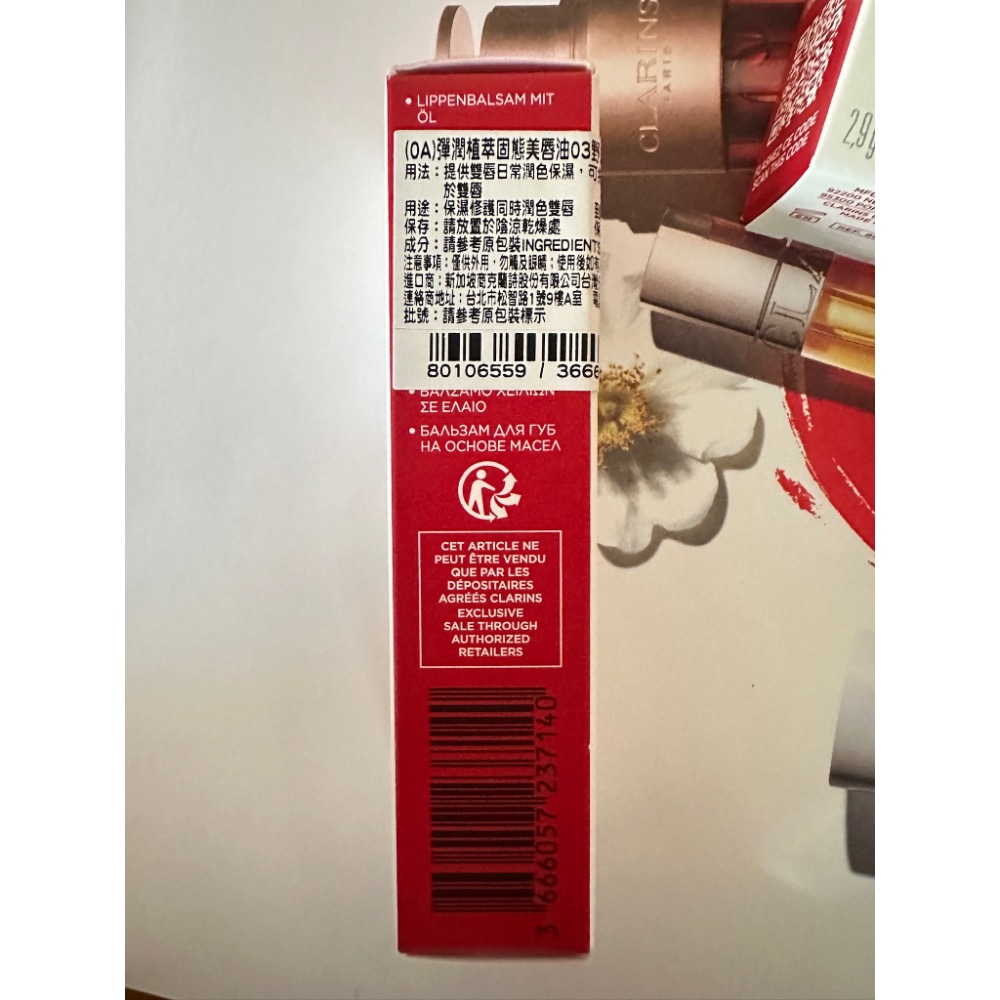 • LIPPENBALSAM MIT
ÖL
(0A)彈潤植萃固態美唇油03
用法：提供雙唇日常潤色保濕，可
於雙唇
用途：保濕修護同時潤色雙唇
保存：請放置於陰涼乾燥處
成分：請參考原包裝INGREDIENTS
注意事項：僅供外用，勿觸及眼睛；使用後如有
進口商：新加坡商克蘭詩股份有限公司台灣
連絡商地址：台北市松智路1號9樓A室
批號：請參考原包裝標示
80106559 / 3666
• ΒΑΛΖΑΜΟ ΧΕΙΛΙΩΝ
ΣΕ ΕΛΑΙΟ
• БАЛЬЗАМ ДЛЯ ГУБ
НА ОСНОВЕ МАСЕЛ
CET ARTICLE NE
PEUT ÊTRE VENDU
QUE PAR LES
DÉPOSITAIRES
AGRÉÉS CLARINS
EXCLUSIVE
SALE THROUGH
AUTHORIZED
RETAILERS
3 666057 237140
CLARINS
PARIS
2,9g
FLASHEZ CE CODE
SCAN THIS CODE
CLA